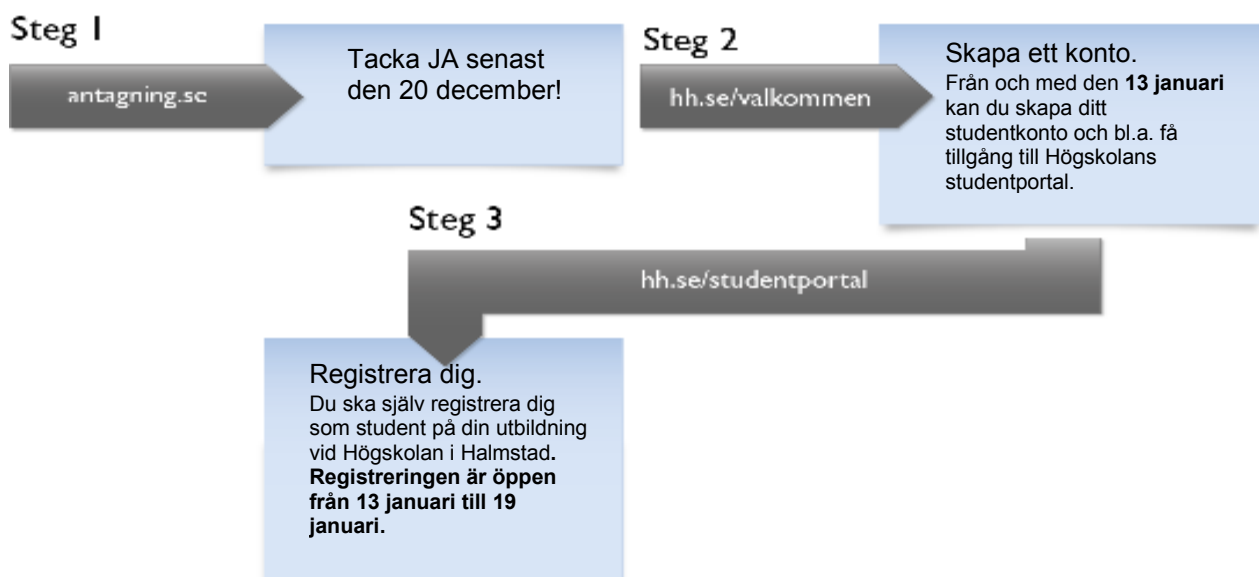 Steg 1
antagning.se
Tacka JA senast
den 20 december!
Steg 2
hh.se/valkommen
Skapa ett konto.
Från och med den 13 januari
kan du skapa ditt
studentkonto och bl.a. få
tillgång till Högskolans
studentportal.
Steg 3
hh.se/studentportal
Registrera dig.
Du ska själv registrera dig
som student på din utbildning
vid Högskolan i Halmstad.
Registreringen är öppen
från 13 januari till 19
januari.